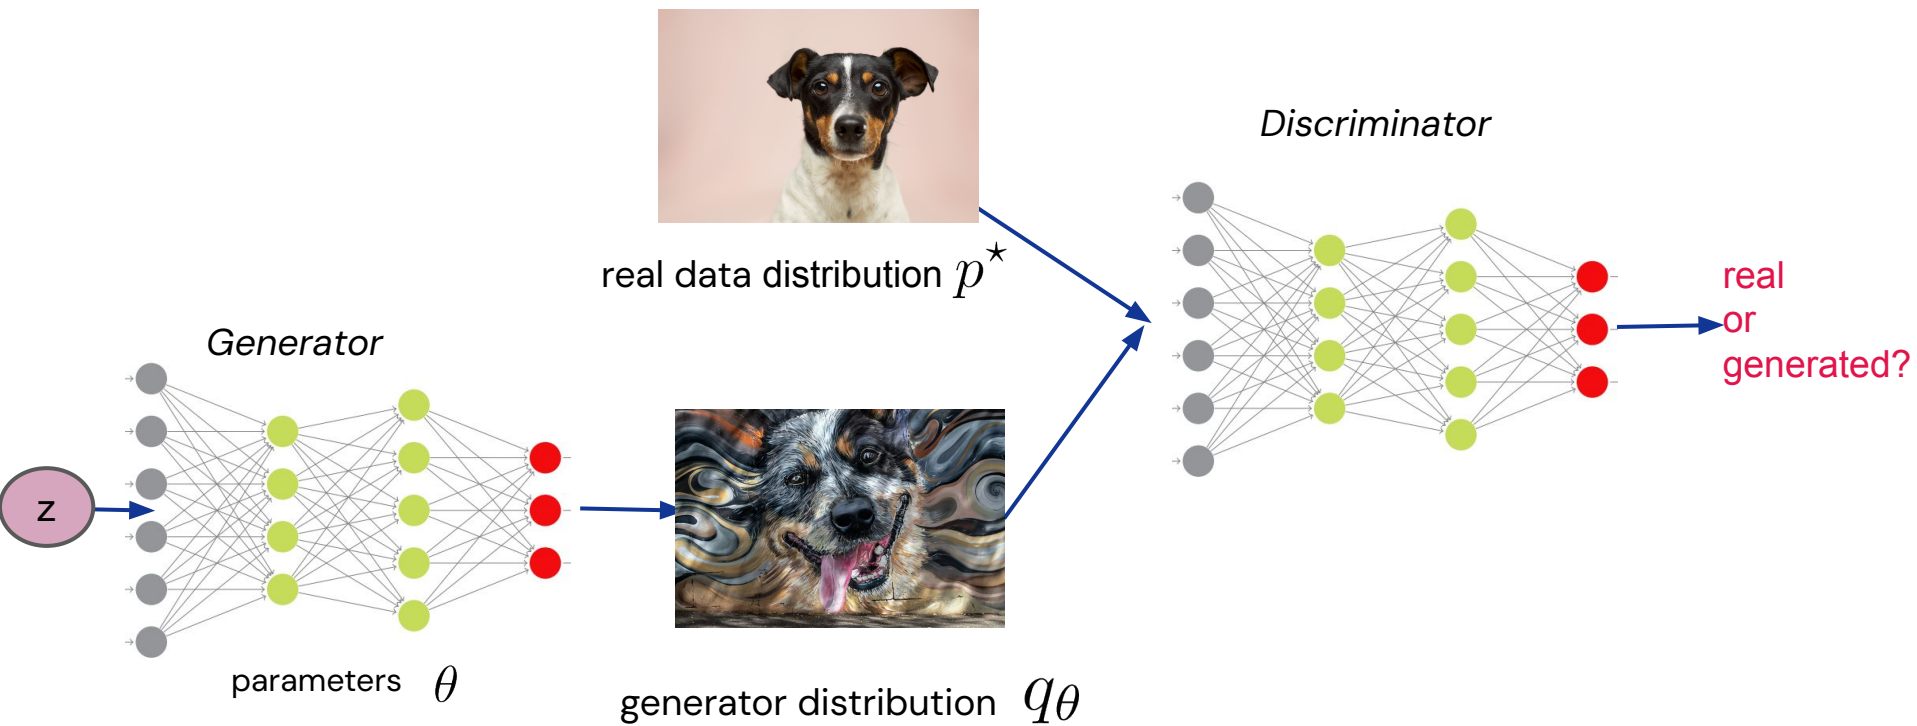 Discriminator
real data distribution p⋆
real
or
generated?
Generator
z
parameters θ
generator distribution qθ